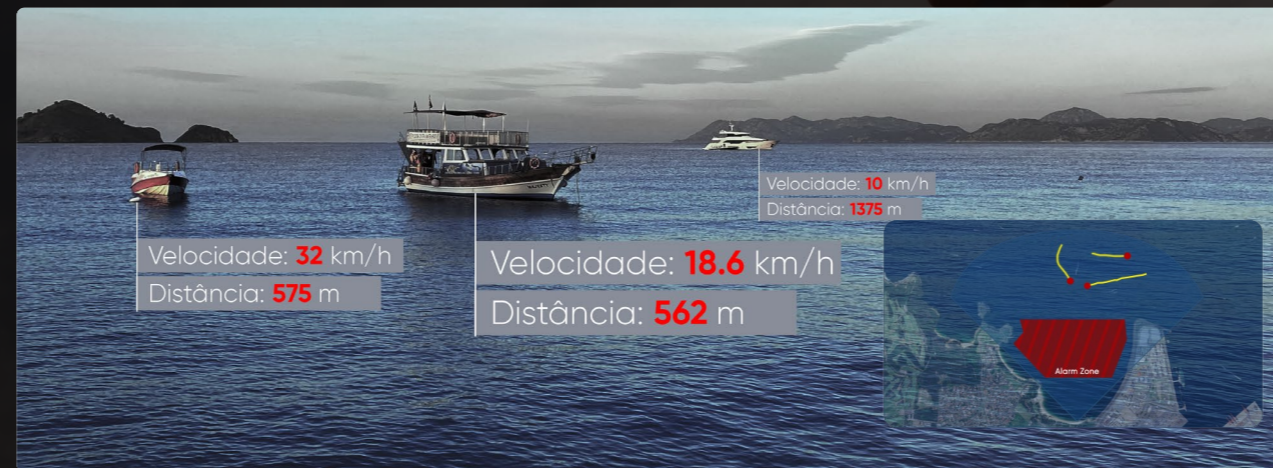 Velocidade: 32 km/h
Distância: 575 m
Velocidade: 18.6 km/h
Distância: 562 m
Velocidade: 10 km/h
Distância: 1375 m
Alarm Zone